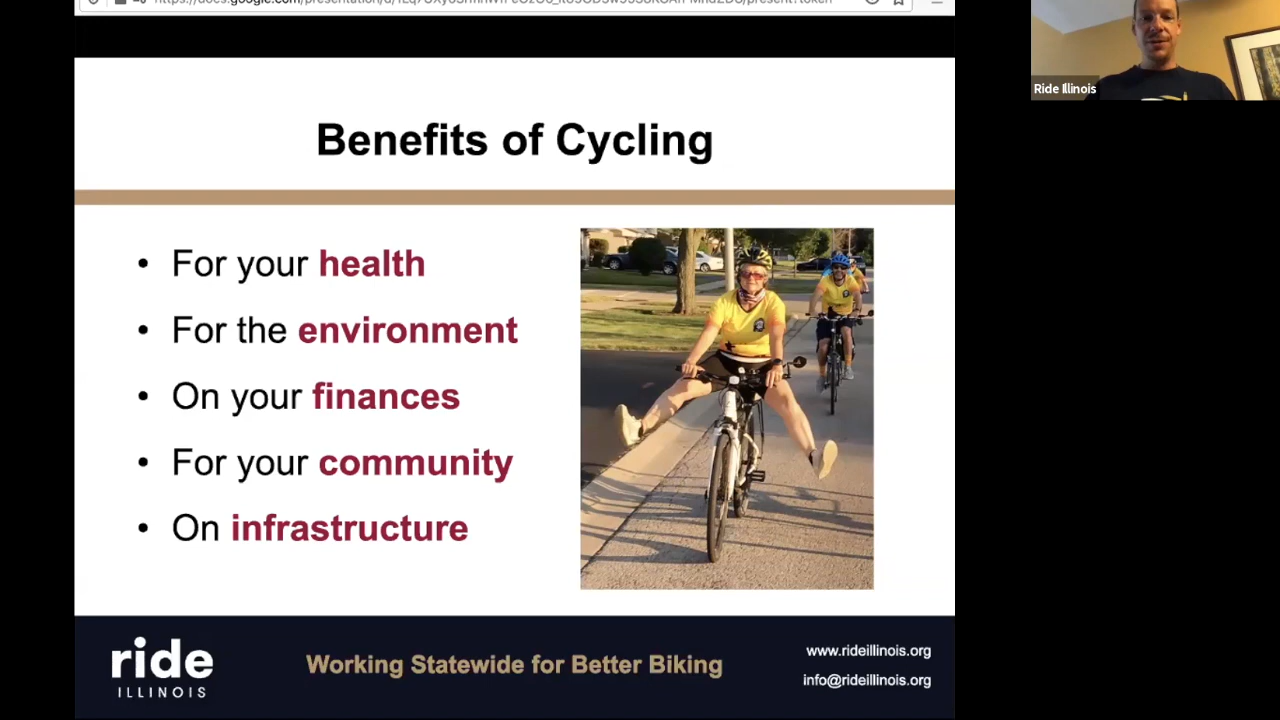 Ride Illinois
Benefits of Cycling
• For your health
• For the environment
• On your finances
• For your community
• On infrastructure
ride
ILLINOIS
Working Statewide for Better Biking
www.rideillinois.org
info@rideillinois.org